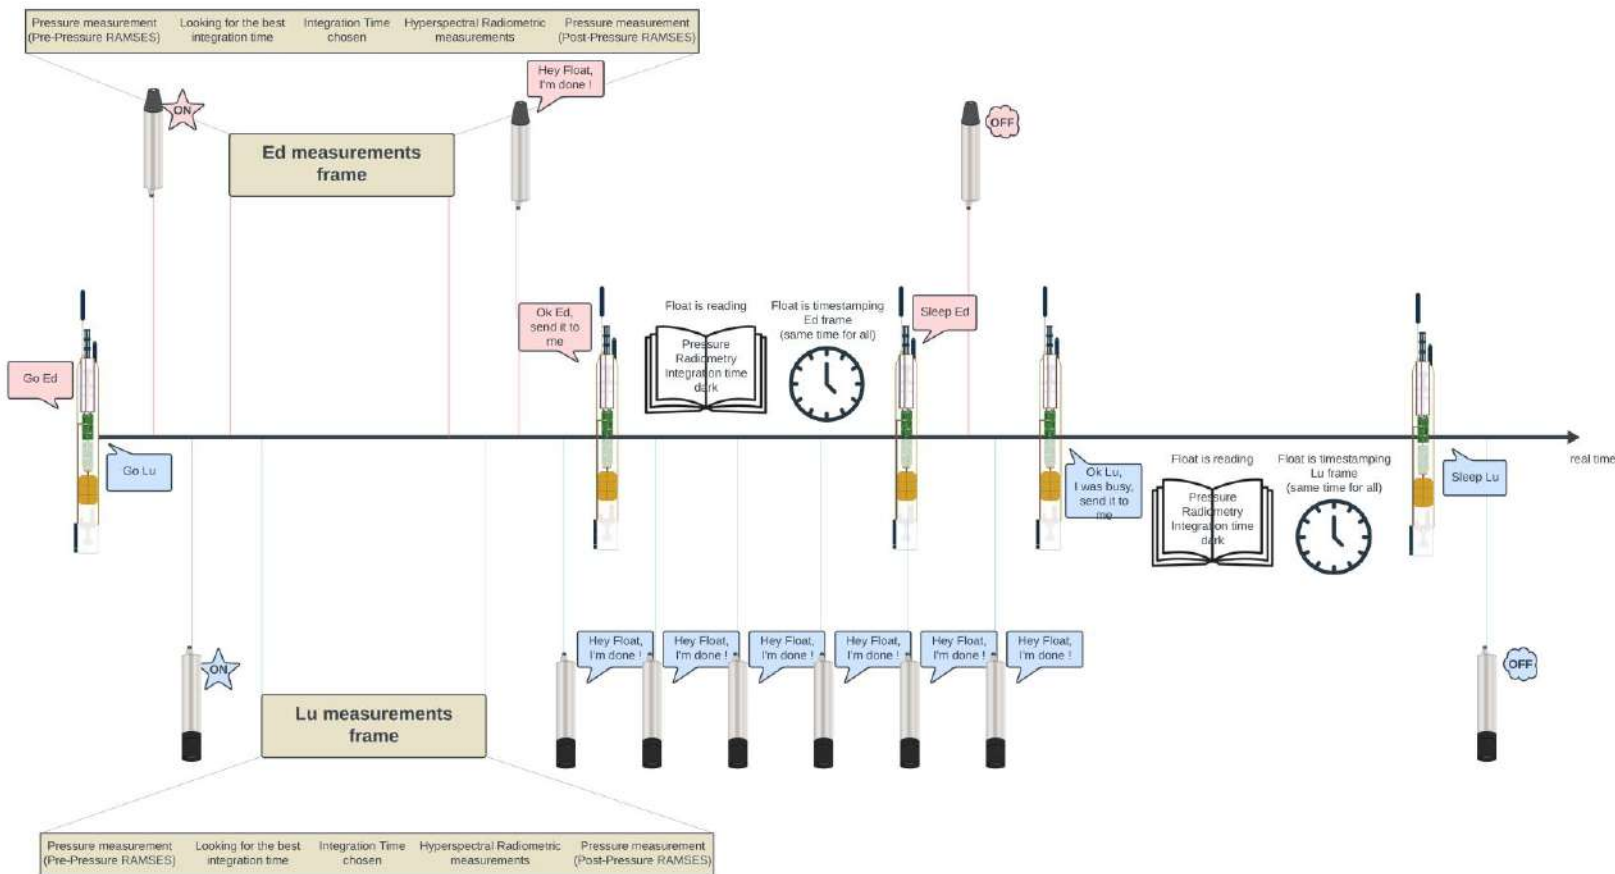 Pressure measurement
(Pre-Pressure RAMSES)
Looking for the best
integration time
Integration Time
chosen
Hyperspectral Radiometric
measurements
Pressure measurement
(Post-Pressure RAMSES)
Hey Float,
I'm done !
ON
OFF
Ed measurements
frame
Go Ed
Ok Ed,
send it to
me
Float is reading
Pressure
Radiometry
Integration time
dark
Float is timestamping
Ed frame
(same time for all)
Sleep Ed
real time
Go Lu
Ok Lu,
I was busy,
send it to
me
Float is reading
Pressure
Radiometry
Integration time
dark
Float is timestamping
Lu frame
(same time for all)
Sleep Lu
ON
Hey Float,
I'm done !
Hey Float,
I'm done !
Hey Float,
I'm done !
Hey Float,
I'm done !
Hey Float,
I'm done !
Hey Float,
I'm done !
OFF
Lu measurements
frame
Pressure measurement
(Pre-Pressure RAMSES)
Looking for the best
integration time
Integration Time
chosen
Hyperspectral Radiometric
measurements
Pressure measurement
(Post-Pressure RAMSES)